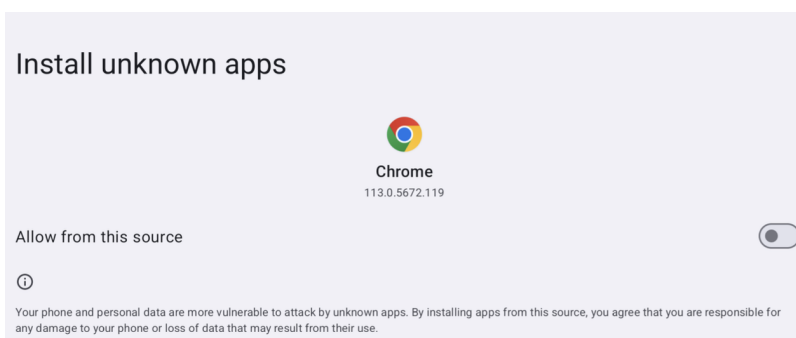 Install unknown apps
Chrome
113.0.5672.119
Allow from this source
Your phone and personal data are more vulnerable to attack by unknown apps. By installing apps from this source, you agree that you are responsible for
any damage to your phone or loss of data that may result from their use.